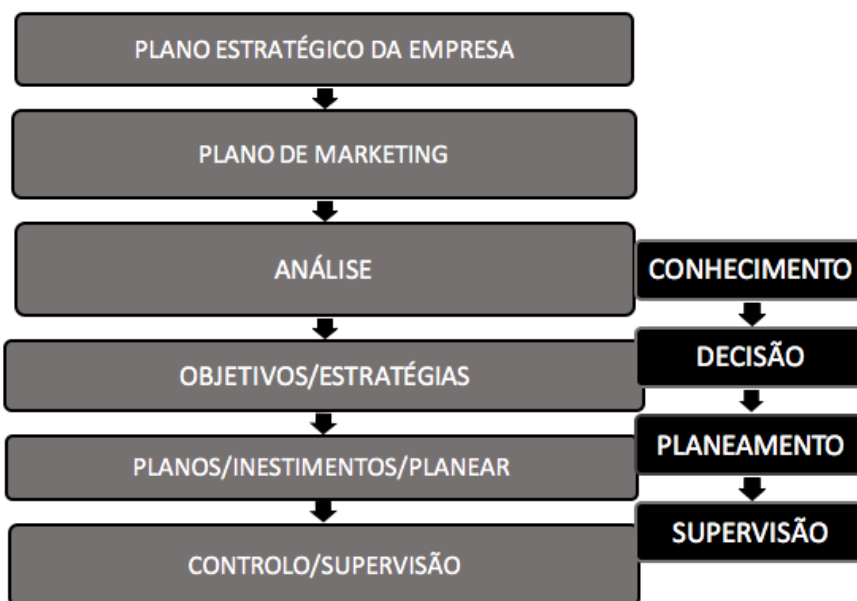 PLANO ESTRATÉGICO DA EMPRESA
PLANO DE MARKETING
ANÁLISE
CONHECIMENTO
OBJETIVOS/ESTRATÉGIAS
DECISÃO
PLANOS/INESTIMENTOS/PLANEAR
PLANEAMENTO
CONTROLO/SUPERVISÃO
SUPERVISÃO